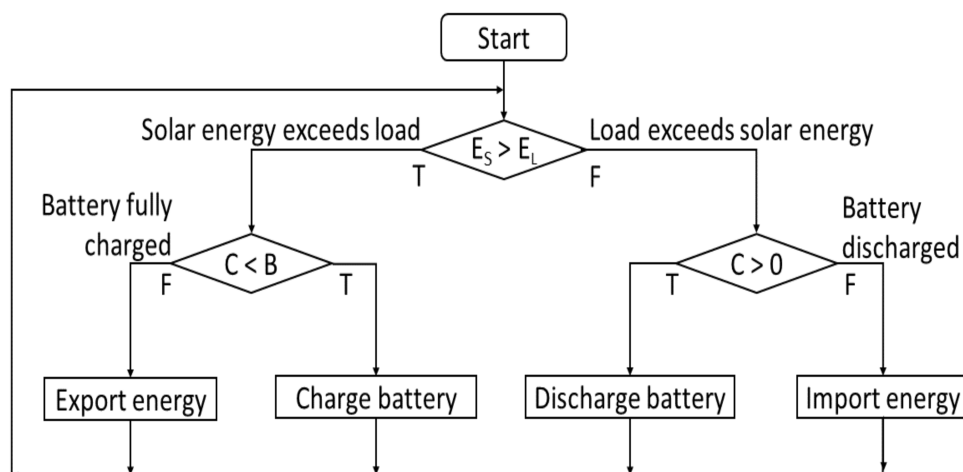 Start
Solar energy exceeds load
E_S > E_L
Load exceeds solar energy
T
F
Battery fully
charged
C < B
F
T
Battery
discharged
C > 0
T
F
Export energy
Charge battery
Discharge battery
Import energy